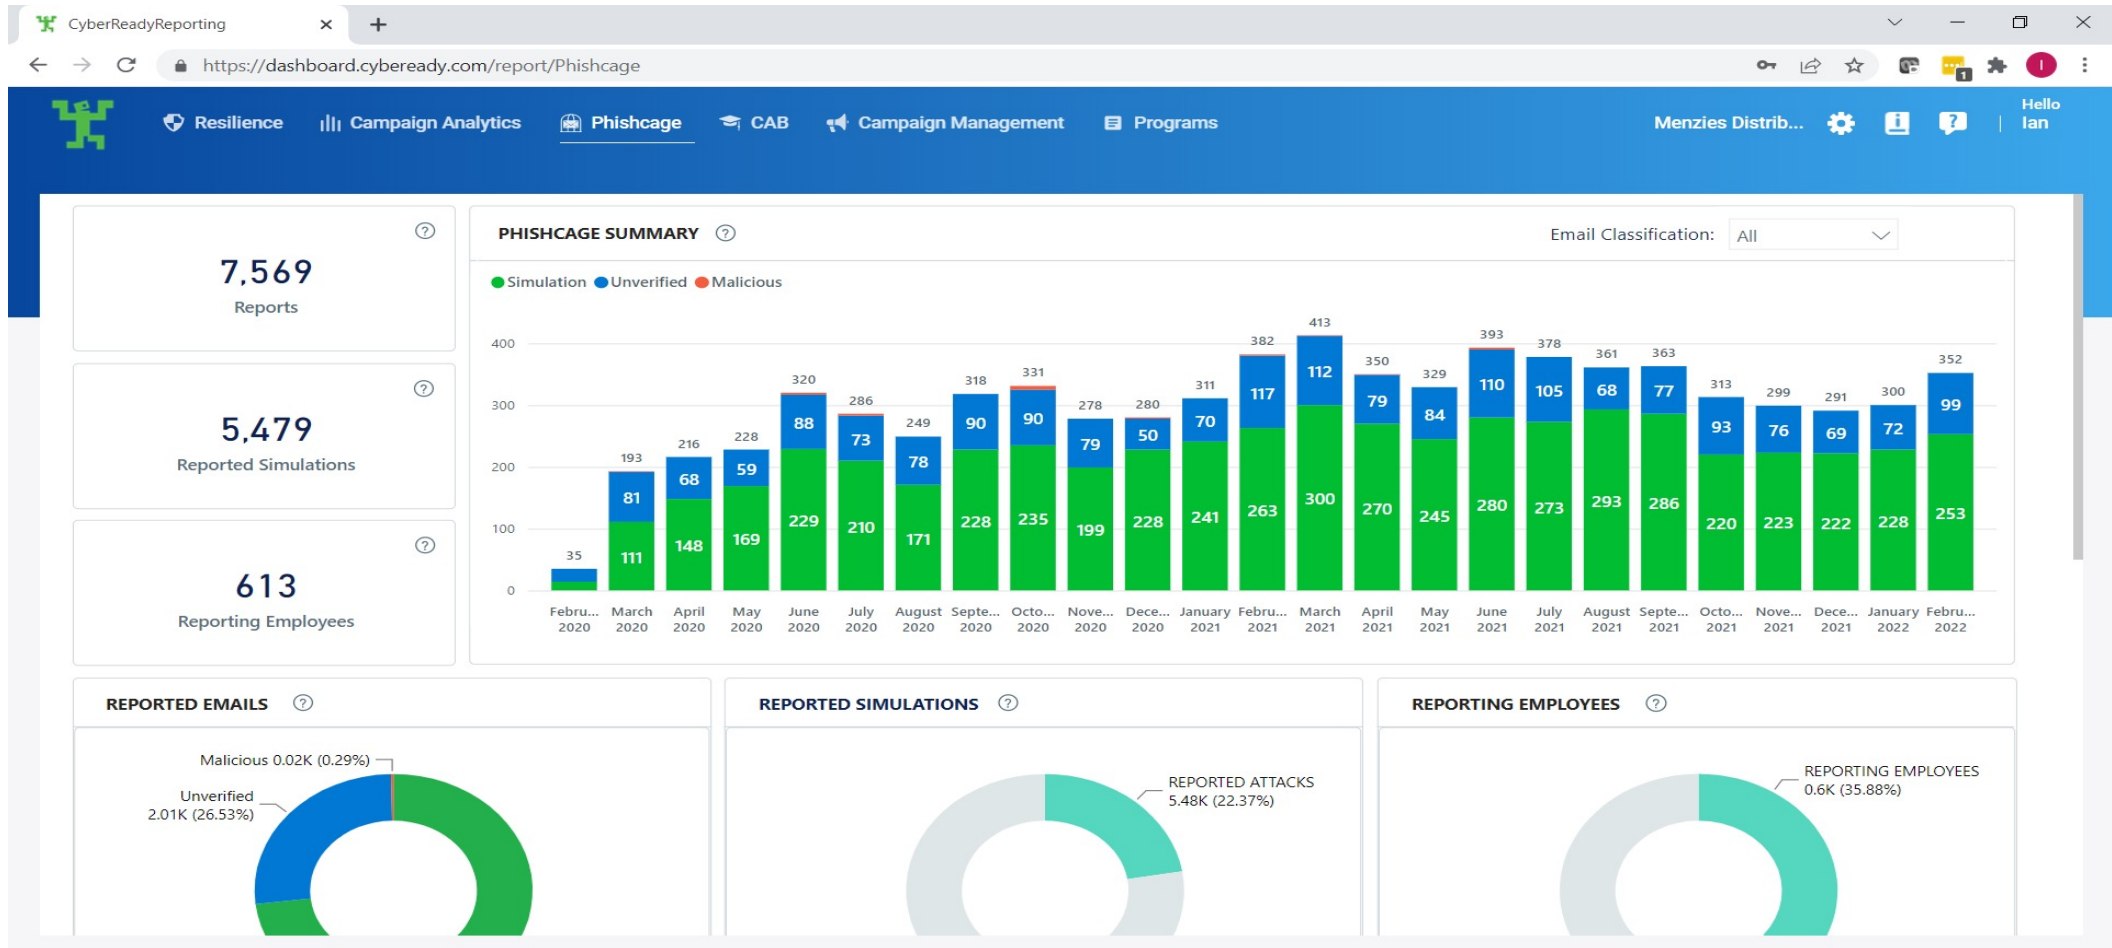 CyberReadyReporting
https://dashboard.cybeready.com/report/Phishcage
1
I
Resilience
Campaign Analytics
Phishcage
CAB
Campaign Management
Programs
Menzies Distrib...
Hello
Ian
7,569
Reports
5,479
Reported Simulations
613
Reporting Employees
PHISHCAGE SUMMARY
Email Classification: All
Simulation Unverified Malicious
400
300
200
100
0
35 193 216 228 320 286 249 318 331 278 280 311 382 413 350 329 393 378 361 363 313 299 291 300 352
81 68 59 88 73 78 90 90 79 50 70 117 112 79 84 110 105 68 77 93 76 69 72 99
111 148 169 229 210 171 228 235 199 228 241 263 300 270 245 280 273 293 286 220 223 222 228 253
Febru... March April May June July August Septe... Octo... Nove... Dece... January Febru... March April May June July August Septe... Octo... Nove... Dece... January Febru...
2020 2020 2020 2020 2020 2020 2020 2020 2020 2020 2020 2021 2021 2021 2021 2021 2021 2021 2021 2021 2021 2021 2021 2022 2022
REPORTED EMAILS
Malicious 0.02K (0.29%)
Unverified
2.01K (26.53%)
REPORTED SIMULATIONS
REPORTED ATTACKS
5.48K (22.37%)
REPORTING EMPLOYEES
REPORTING EMPLOYEES
0.6K (35.88%)